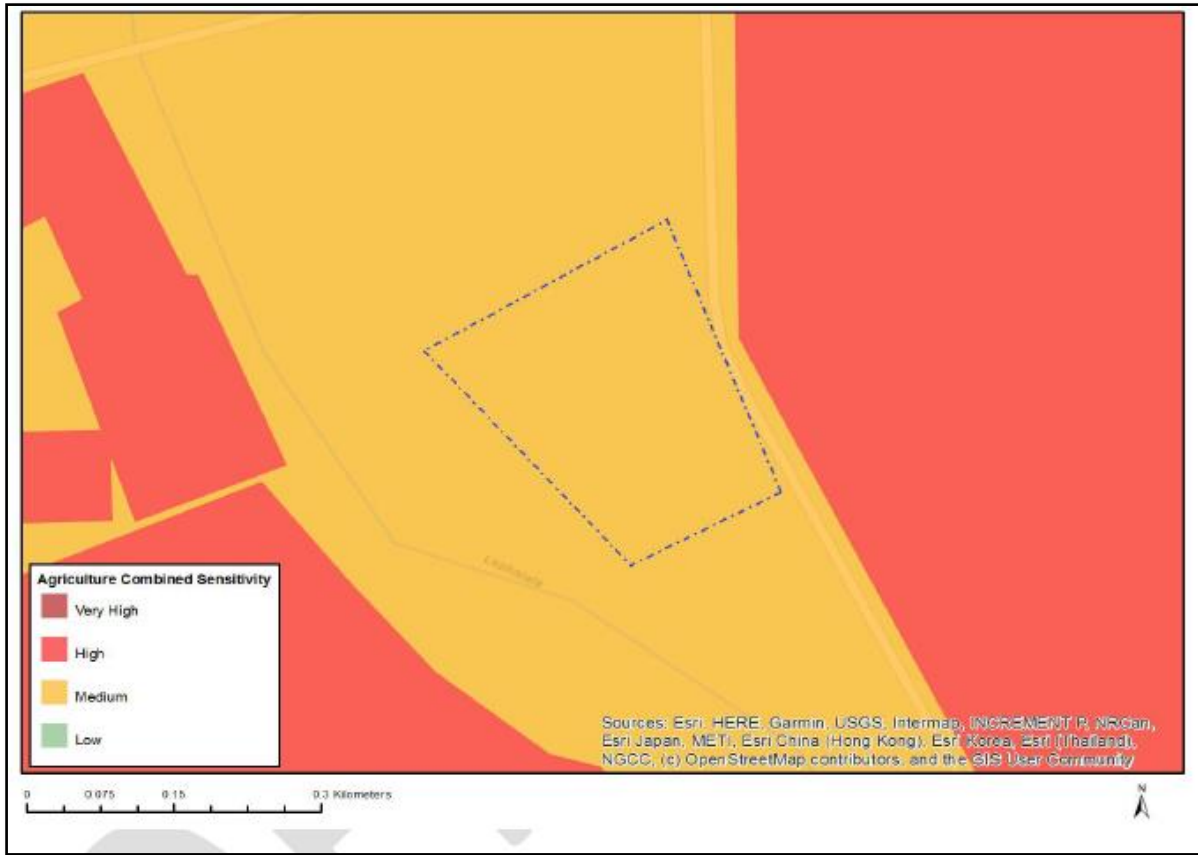 Agriculture Combined Sensitivity
Very High
High
Medium
Low
Sources: Esri, HERE, Garmin, USGS, Intermap, INCREMENT P, NRCan,
Esri Japan, METI, Esri China (Hong Kong), Esri Korea, Esri (Thailand),
NGCC, (c) OpenStreetMap contributors, and the GIS User Community
0 0.075 0.15 0.3 Kilometers
N